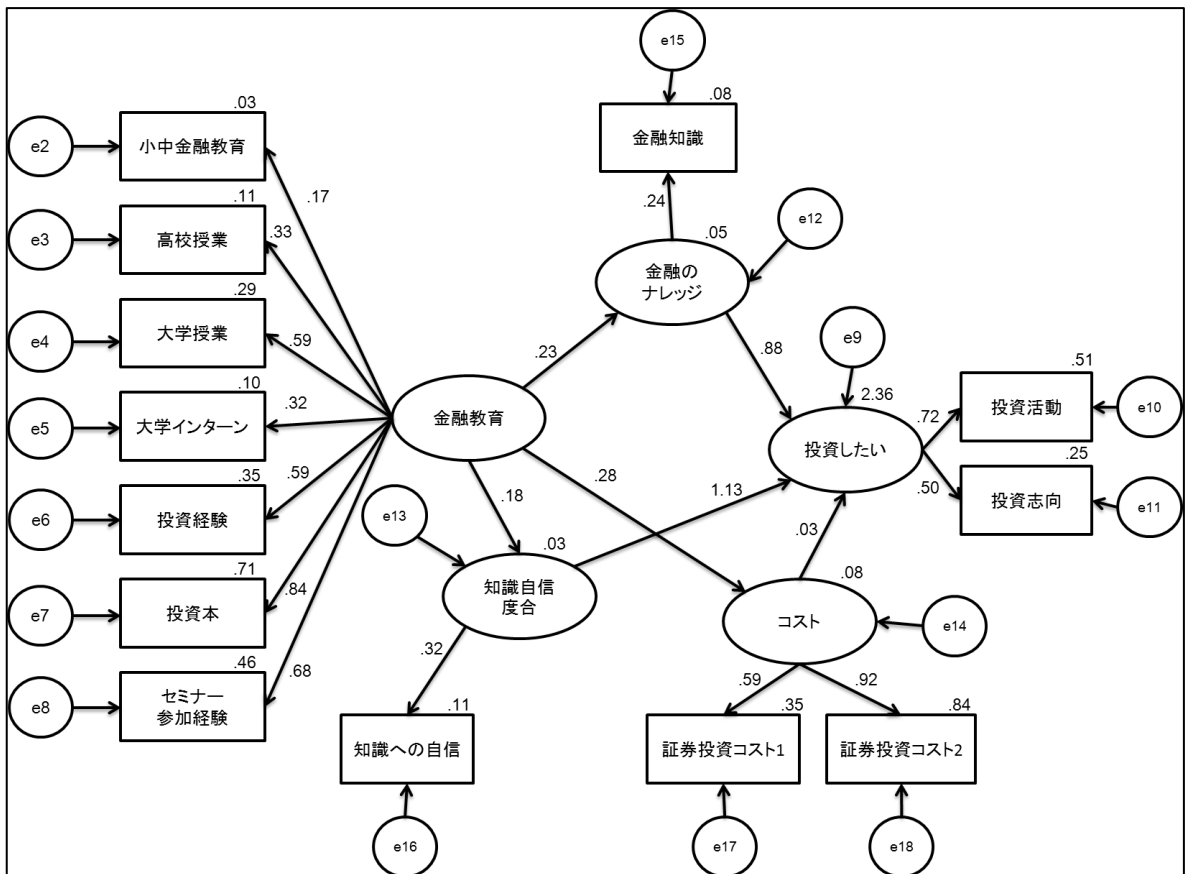 e15
.08
金融知識
.24
e12
.05
金融の
ナレッジ
.03
e2
小中金融教育
.17
.11
e3
高校授業
.33
.29
e4
大学授業
.59
.10
e5
大学インターン
.32
.35
e6
投資経験
.59
.71
e7
投資本
.84
.46
e8
セミナー
参加経験
.68
金融教育
.23
.88
e9
2.36
投資したい
.72
.50
.51
投資活動
e10
.25
投資志向
e11
.18
.28
1.13
e13
.03
知識自信
度合
.03
.08
コスト
e14
.32
.11
知識への自信
e16
.59
.92
.35
証券投資コスト1
e17
.84
証券投資コスト2
e18